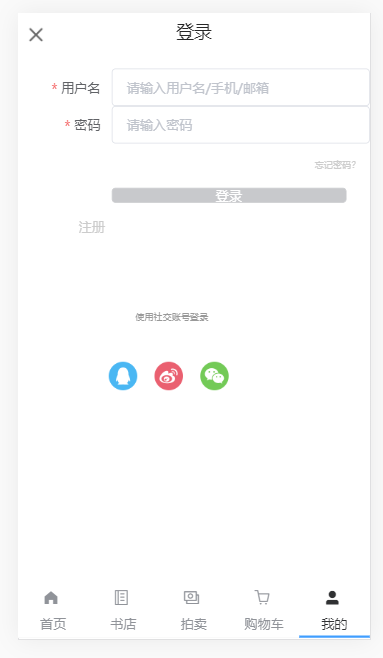 登录
* 用户名 请输入用户名/手机/邮箱
* 密码 请输入密码
忘记密码?
登录
注册
使用社交账号登录
首页 书店 拍卖 购物车 我的